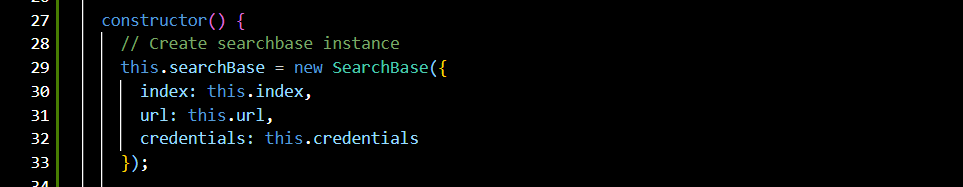 27 constructor() {
28 // Create searchbase instance
29 this.searchBase = new SearchBase({
30 index: this.index,
31 url: this.url,
32 credentials: this.credentials
33 });